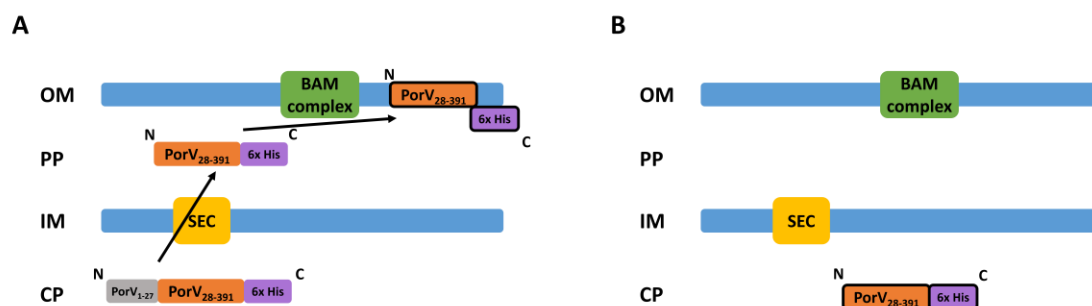 A
OM
BAM
complex
N
PorV28-391
6x His
C
PP
N
PorV28-391
6x His
C
IM
SEC
CP
N
PorV1-27
PorV28-391
6x His
C
B
OM
BAM
complex
PP
IM
SEC
CP
N
PorV28-391
6x His
C